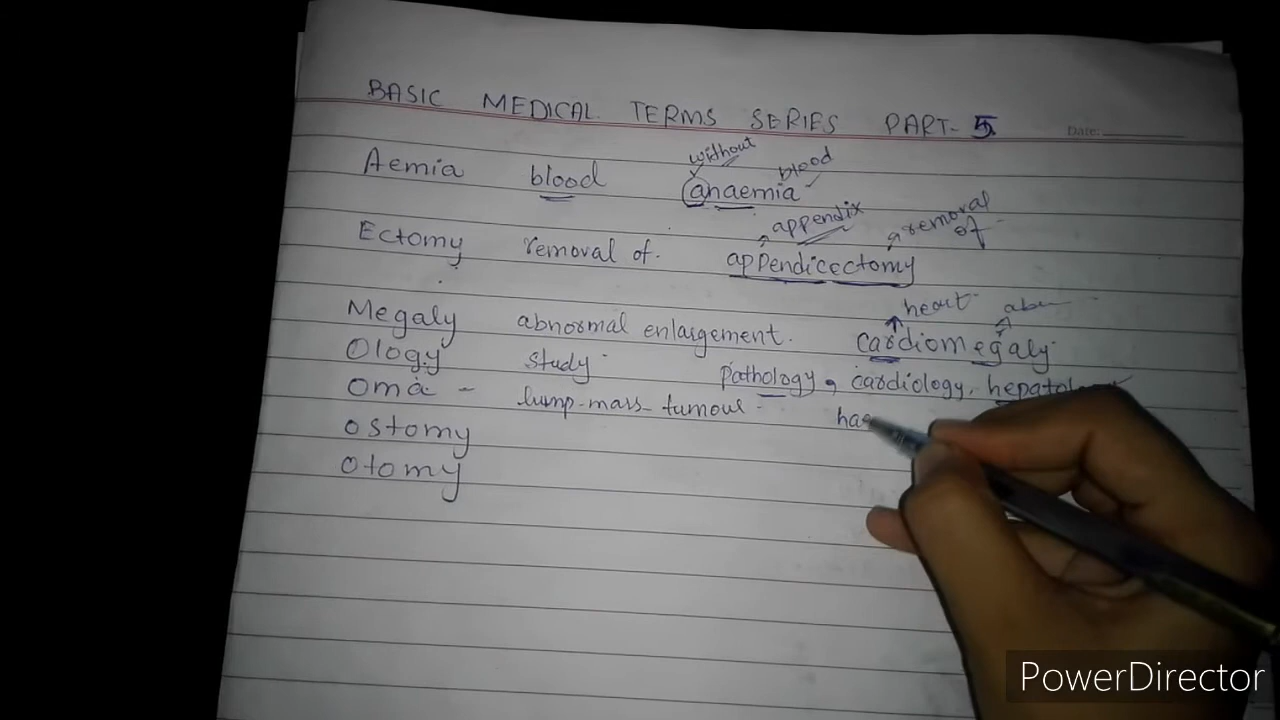 BASIC MEDICAL TERMS SERIES PART-5
Date:
without blood
Aemia blood anaemia
appendix removal of
Ectomy removal of. appendicectomy
heart
Megaly abnormal enlargement. cardiomegaly
Ology study pathology, cardiology,
Oma - lump-mass-tumour
ostomy
otomy
PowerDirector